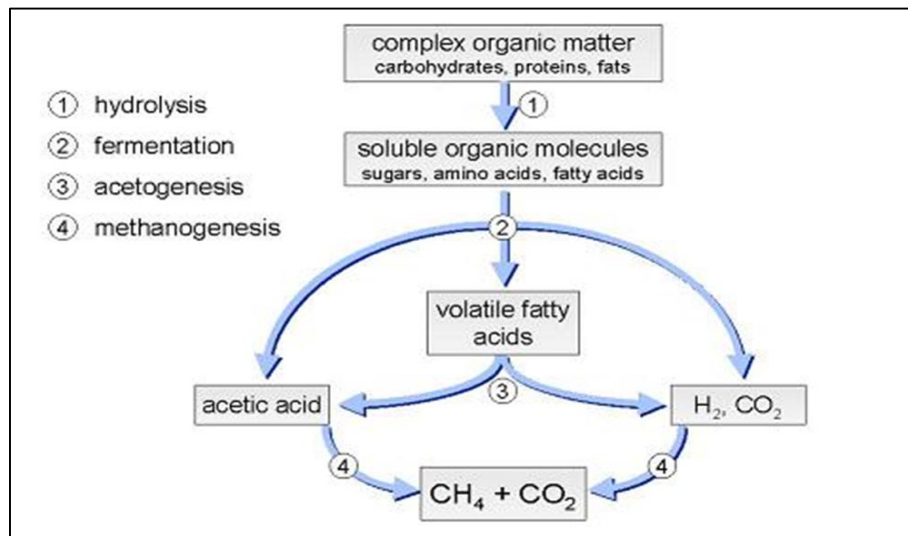 complex organic matter
carbohydrates, proteins, fats
① hydrolysis
① 
② fermentation
soluble organic molecules
sugars, amino acids, fatty acids
③ acetogenesis
④ methanogenesis
②
volatile fatty
acids
③
acetic acid
H₂, CO₂
④
④
CH₄ + CO₂